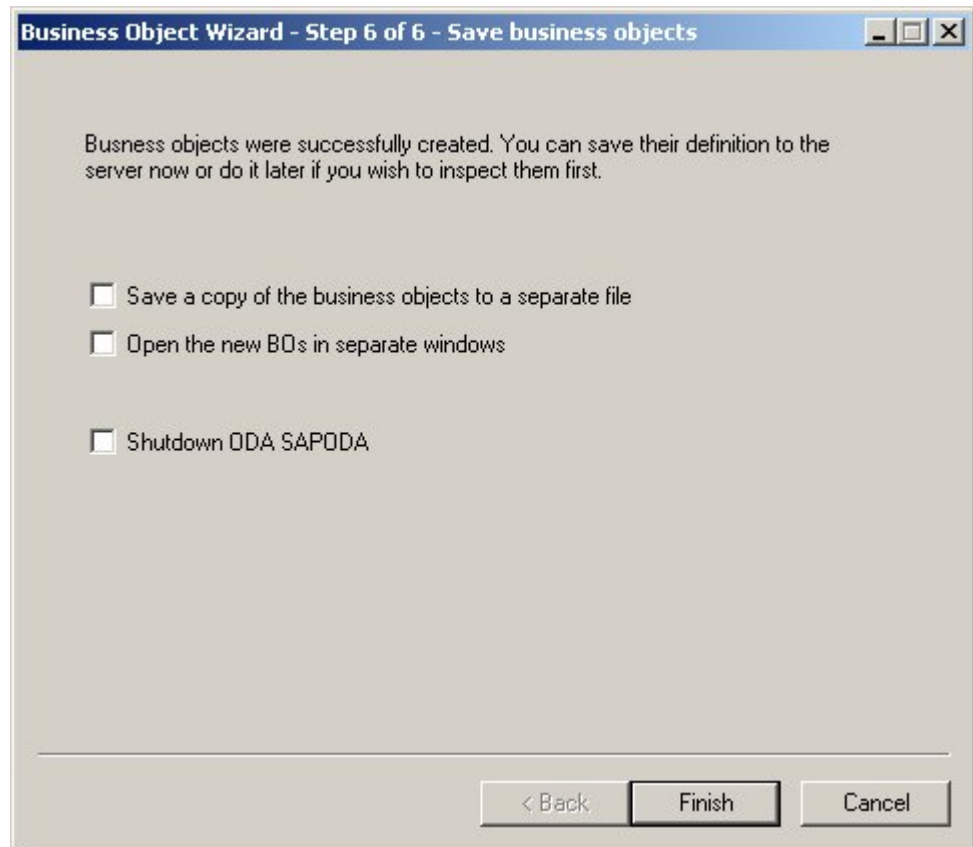 Business Object Wizard - Step 6 of 6 - Save business objects
Busness objects were successfully created. You can save their definition to the
server now or do it later if you wish to inspect them first.
Save a copy of the business objects to a separate file
Open the new BOs in separate windows
Shutdown ODA SAPODA
< Back
Finish
Cancel